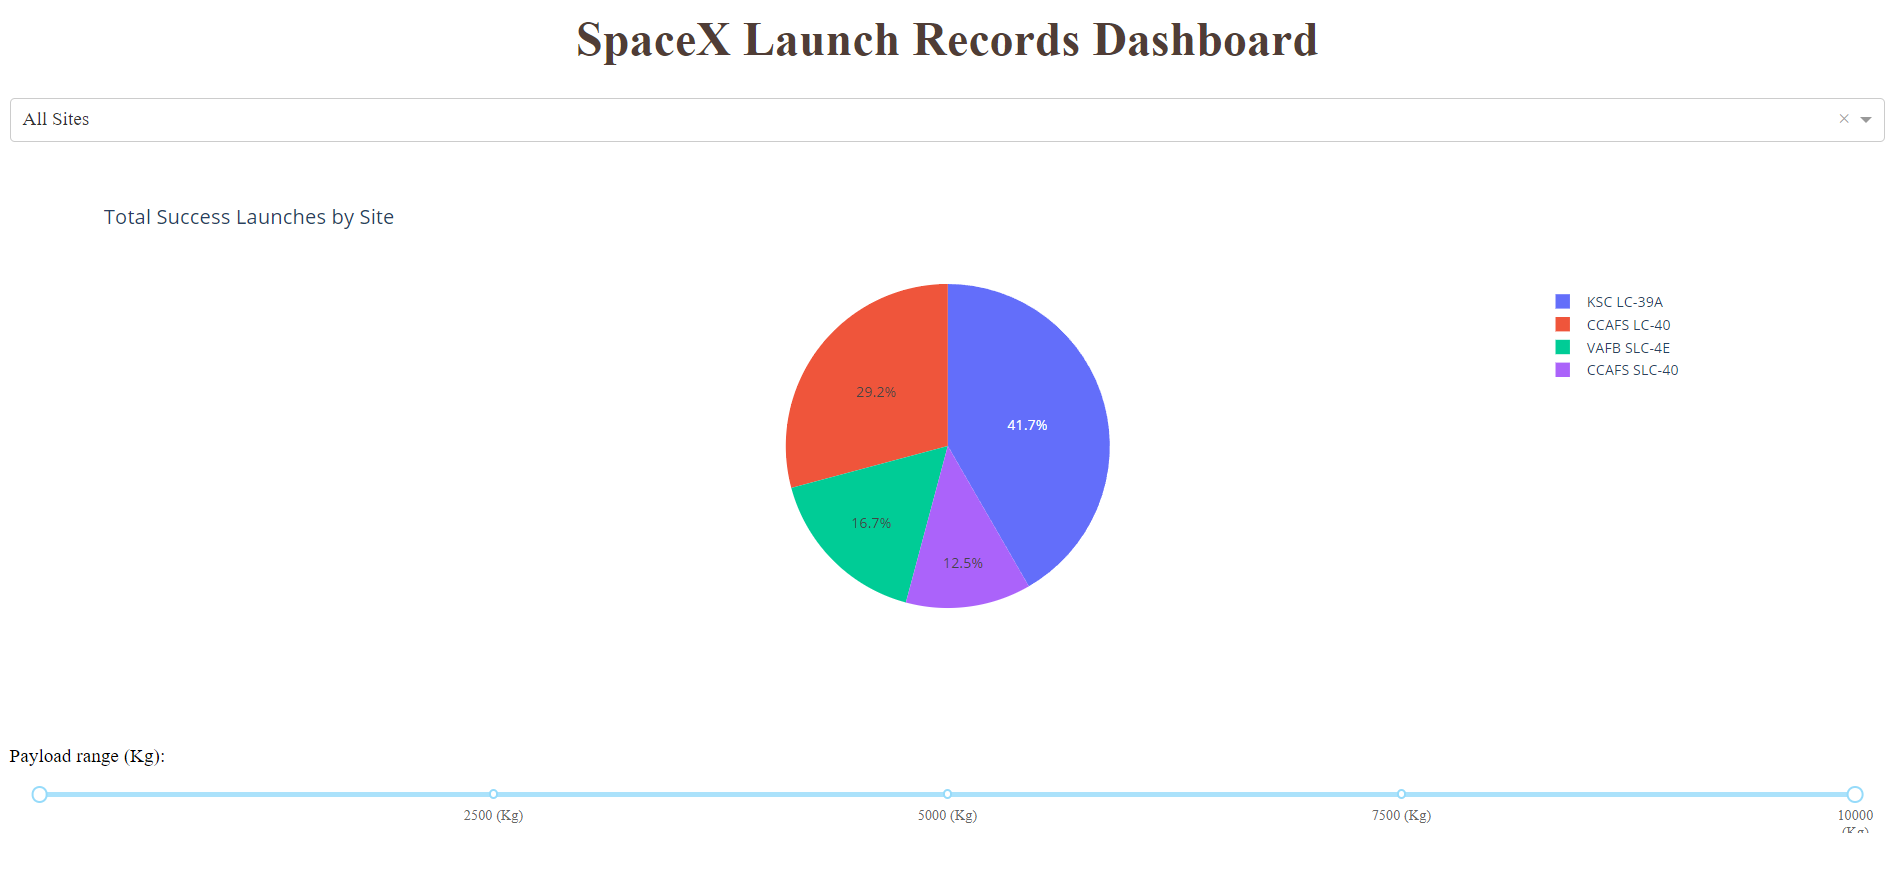 SpaceX Launch Records Dashboard
All Sites
Total Success Launches by Site
KSC LC-39A
CCAFS LC-40
VAFB SLC-4E
CCAFS SLC-40
29.2%
41.7%
16.7%
12.5%
Payload range (Kg):
2500 (Kg)
5000 (Kg)
7500 (Kg)
10000
(Kg)